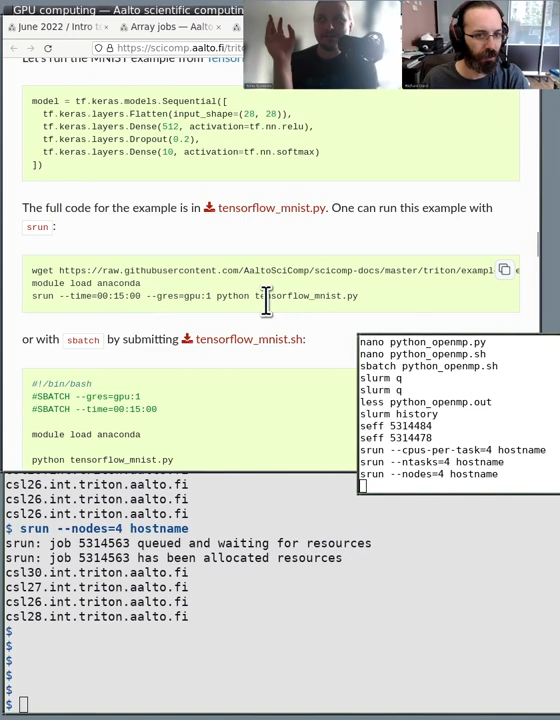 GPU computing — Aalto scientific computin
June 2022 / Intro t
Array jobs — Aalto
https://scicomp.aalto.fi/trito
Let's run the MNIST example from
model = tf.keras.models.Sequential([
  tf.keras.layers.Flatten(input_shape=(28, 28)),
  tf.keras.layers.Dense(512, activation=tf.nn.relu),
  tf.keras.layers.Dropout(0.2),
  tf.keras.layers.Dense(10, activation=tf.nn.softmax)
])
The full code for the example is in tensorflow_mnist.py. One can run this example with
srun :
wget https://raw.githubusercontent.com/AaltoSciComp/scicomp-docs/master/triton/exampl
module load anaconda
srun --time=00:15:00 --gres=gpu:1 python tensorflow_mnist.py
or with sbatch by submitting tensorflow_mnist.sh:
#!/bin/bash
#SBATCH --gres=gpu:1
#SBATCH --time=00:15:00
module load anaconda
python tensorflow_mnist.py
nano python_openmp.py
nano python_openmp.sh
sbatch python_openmp.sh
slurm q
slurm q
less python_openmp.out
slurm history
seff 5314484
seff 5314478
srun --cpus-per-task=4 hostname
srun --ntasks=4 hostname
srun --nodes=4 hostname
csl26.int.triton.aalto.fi
csl26.int.triton.aalto.fi
csl26.int.triton.aalto.fi
$ srun --nodes=4 hostname
srun: job 5314563 queued and waiting for resources
srun: job 5314563 has been allocated resources
csl30.int.triton.aalto.fi
csl27.int.triton.aalto.fi
csl26.int.triton.aalto.fi
csl28.int.triton.aalto.fi
$
$
$
$
$
$